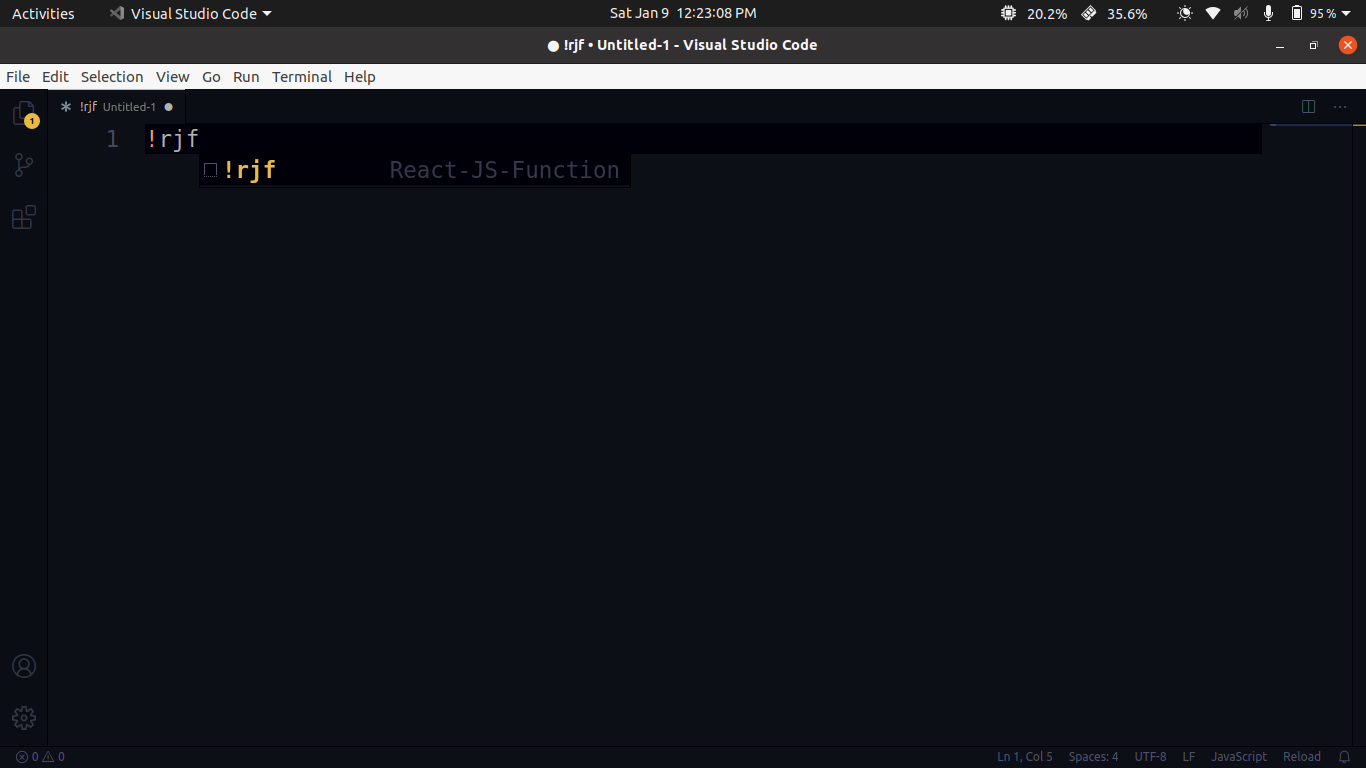 Activities Visual Studio Code Sat Jan 9 12:23:08 PM 20.2% 35.6% 95%
● !rjf • Untitled-1 - Visual Studio Code
File Edit Selection View Go Run Terminal Help
!rjf Untitled-1
1
1 !rjf
!rjf React-JS-Function
0 0 Ln 1, Col 5 Spaces: 4 UTF-8 LF JavaScript Reload